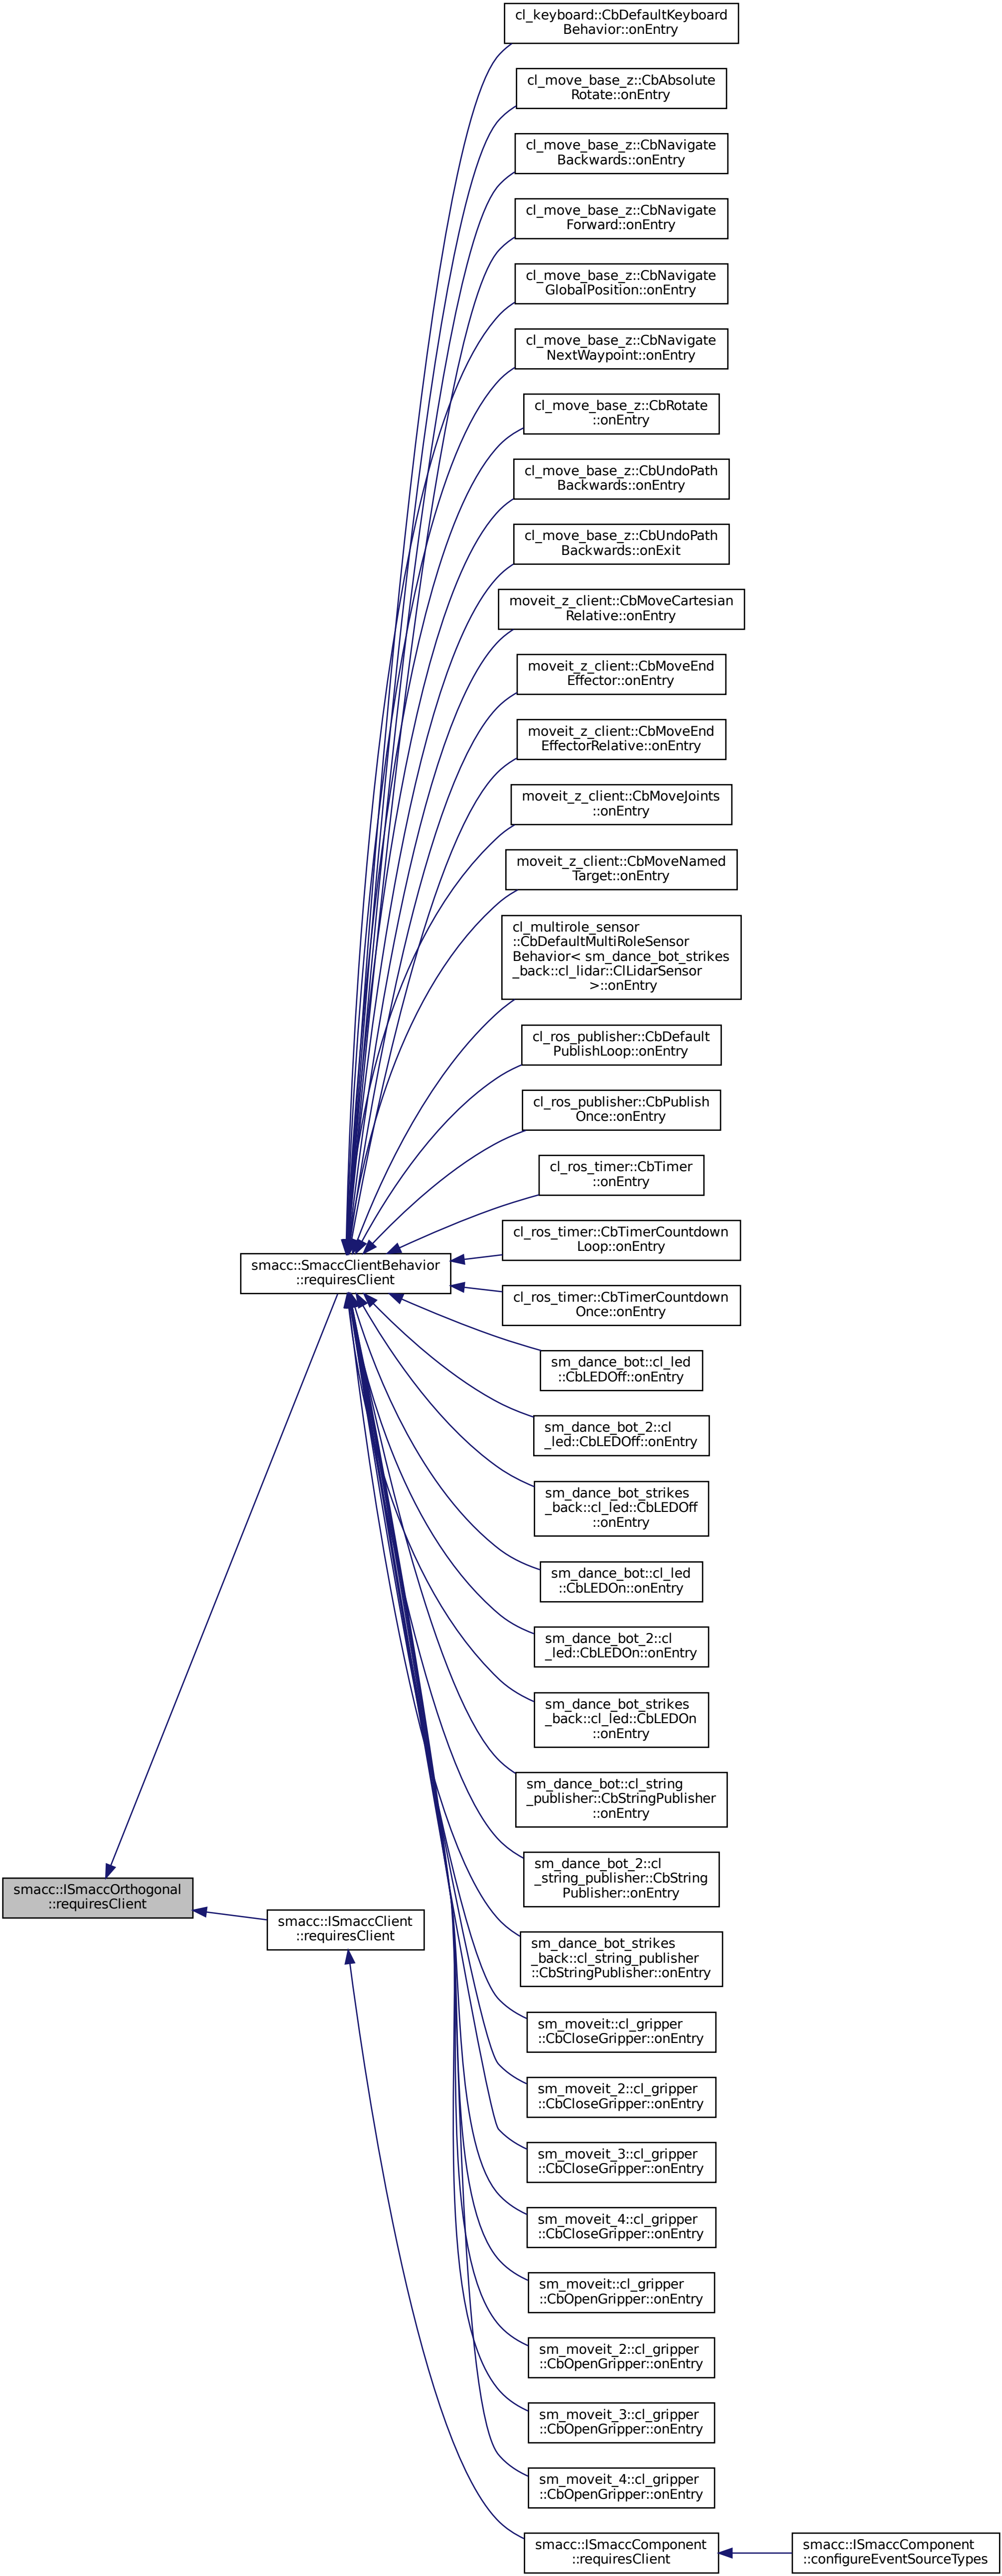 cl_keyboard::CbDefaultKeyboard
Behavior::onEntry
cl_move_base_z::CbAbsolute
Rotate::onEntry
cl_move_base_z::CbNavigate
Backwards::onEntry
cl_move_base_z::CbNavigate
Forward::onEntry
cl_move_base_z::CbNavigate
GlobalPosition::onEntry
cl_move_base_z::CbNavigate
NextWaypoint::onEntry
cl_move_base_z::CbRotate
::onEntry
cl_move_base_z::CbUndoPath
Backwards::onEntry
cl_move_base_z::CbUndoPath
Backwards::onExit
moveit_z_client::CbMoveCartesian
Relative::onEntry
moveit_z_client::CbMoveEnd
Effector::onEntry
moveit_z_client::CbMoveEnd
EffectorRelative::onEntry
moveit_z_client::CbMoveJoints
::onEntry
moveit_z_client::CbMoveNamed
Target::onEntry
cl_multirole_sensor
::CbDefaultMultiRoleSensor
Behavior< sm_dance_bot_strikes
_back::cl_lidar::ClLidarSensor
>::onEntry
cl_ros_publisher::CbDefault
PublishLoop::onEntry
cl_ros_publisher::CbPublish
Once::onEntry
cl_ros_timer::CbTimer
::onEntry
cl_ros_timer::CbTimerCountdown
Loop::onEntry
smacc::SmaccClientBehavior
::requiresClient
cl_ros_timer::CbTimerCountdown
Once::onEntry
sm_dance_bot::cl_led
::CbLEDOff::onEntry
sm_dance_bot_2::cl
_led::CbLEDOff::onEntry
sm_dance_bot_strikes
_back::cl_led::CbLEDOff
::onEntry
sm_dance_bot::cl_led
::CbLEDOn::onEntry
sm_dance_bot_2::cl
_led::CbLEDOn::onEntry
sm_dance_bot_strikes
_back::cl_led::CbLEDOn
::onEntry
sm_dance_bot::cl_string
_publisher::CbStringPublisher
::onEntry
sm_dance_bot_2::cl
_string_publisher::CbString
Publisher::onEntry
smacc::ISmaccOrthogonal
::requiresClient
smacc::ISmaccClient
::requiresClient
sm_dance_bot_strikes
_back::cl_string_publisher
::CbStringPublisher::onEntry
sm_moveit::cl_gripper
::CbCloseGripper::onEntry
sm_moveit_2::cl_gripper
::CbCloseGripper::onEntry
sm_moveit_3::cl_gripper
::CbCloseGripper::onEntry
sm_moveit_4::cl_gripper
::CbCloseGripper::onEntry
sm_moveit::cl_gripper
::CbOpenGripper::onEntry
sm_moveit_2::cl_gripper
::CbOpenGripper::onEntry
sm_moveit_3::cl_gripper
::CbOpenGripper::onEntry
sm_moveit_4::cl_gripper
::CbOpenGripper::onEntry
smacc::ISmaccComponent
::requiresClient
smacc::ISmaccComponent
::configureEventSourceTypes